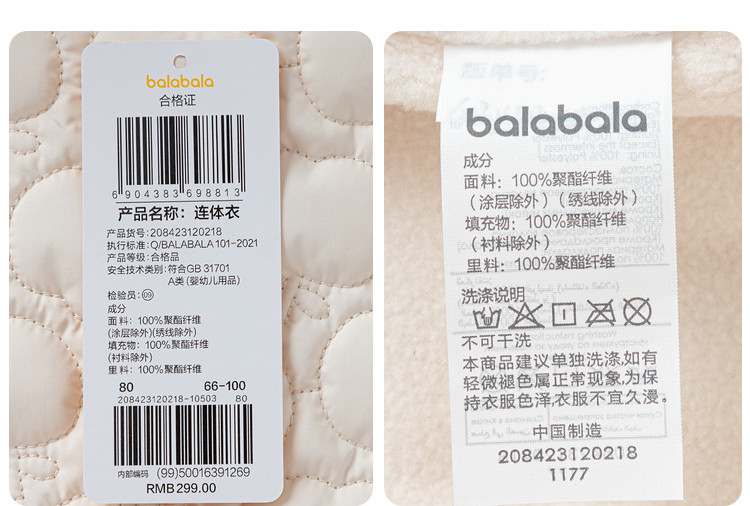 balabala
合格证
6 904383 698813
产品名称：连体衣
产品货号：208423120218
执行标准：Q/BALABALA 101-2021
产品等级：合格品
安全技术类别：符合GB 31701
A类（婴幼儿用品）
检验员：09
成分
面料：100%聚酯纤维
(涂层除外)(绣线除外)
填充物：100%聚酯纤维
(衬料除外)
里料：100%聚酯纤维
80 66-100
208423120218-10503 80
内部编码 (99)50016391269
RMB299.00
balabala
成分
面料：100%聚酯纤维
（涂层除外）（绣线除外）
填充物：100%聚酯纤维
（衬料除外）
里料：100%聚酯纤维
洗涤说明
不可干洗
本商品建议单独洗涤,如有
轻微褪色属正常现象,为保
持衣服色泽,衣服不宜久漫。
中国制造
208423120218
1177